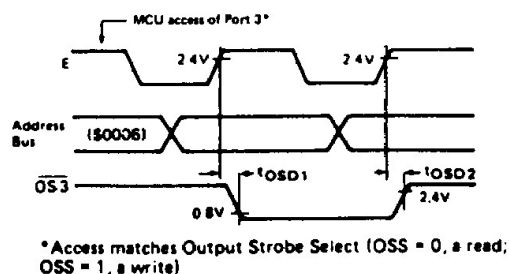 MCU access of Port 3*
E
2.4V
2.4V
Address
Bus
($0006)
tOSD1
tOSD2
OS3
0.8V
2.4V
*Access matches Output Strobe Select (OSS = 0, a read;
OSS = 1, a write)